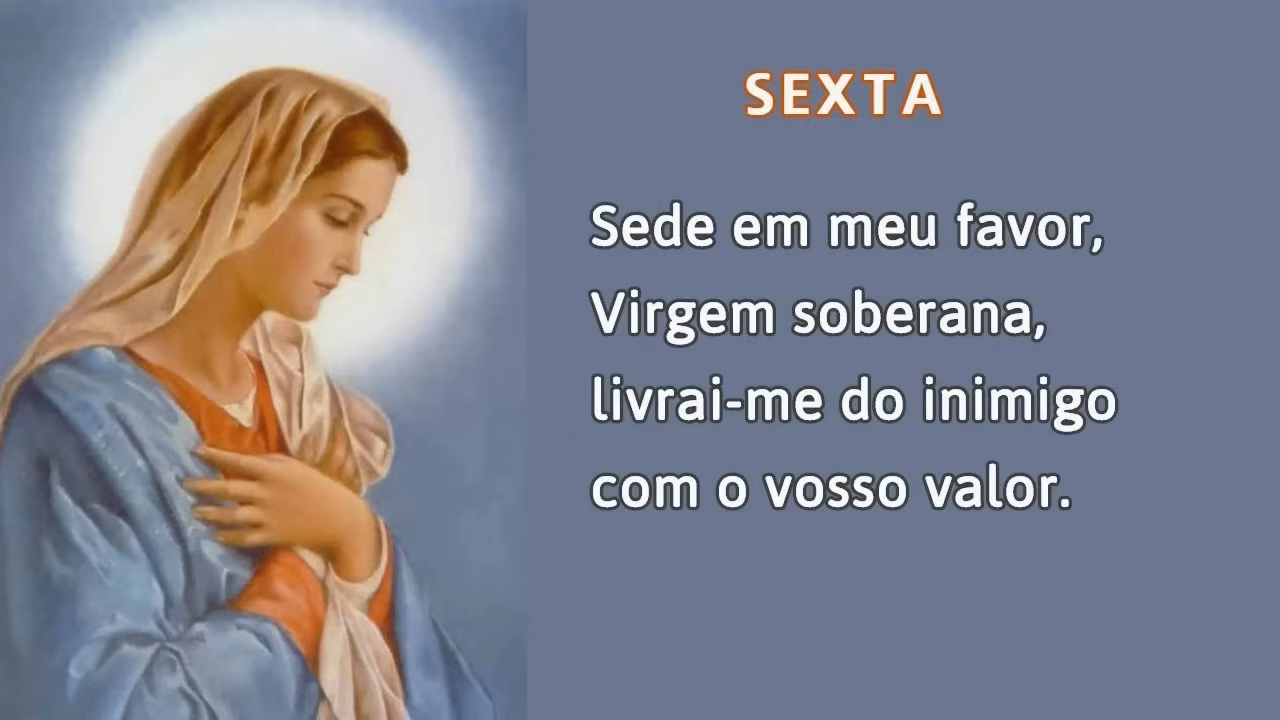 SEXTA
Sede em meu favor,
Virgem soberana,
livrai-me do inimigo
com o vosso valor.